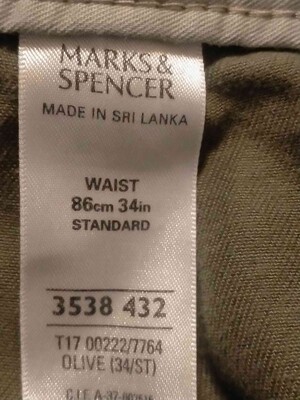 MARKS &
SPENCER
MADE IN SRI LANKA
WAIST
86cm 34in
STANDARD
3538 432
T17 00222/7764
OLIVE (34/ST)